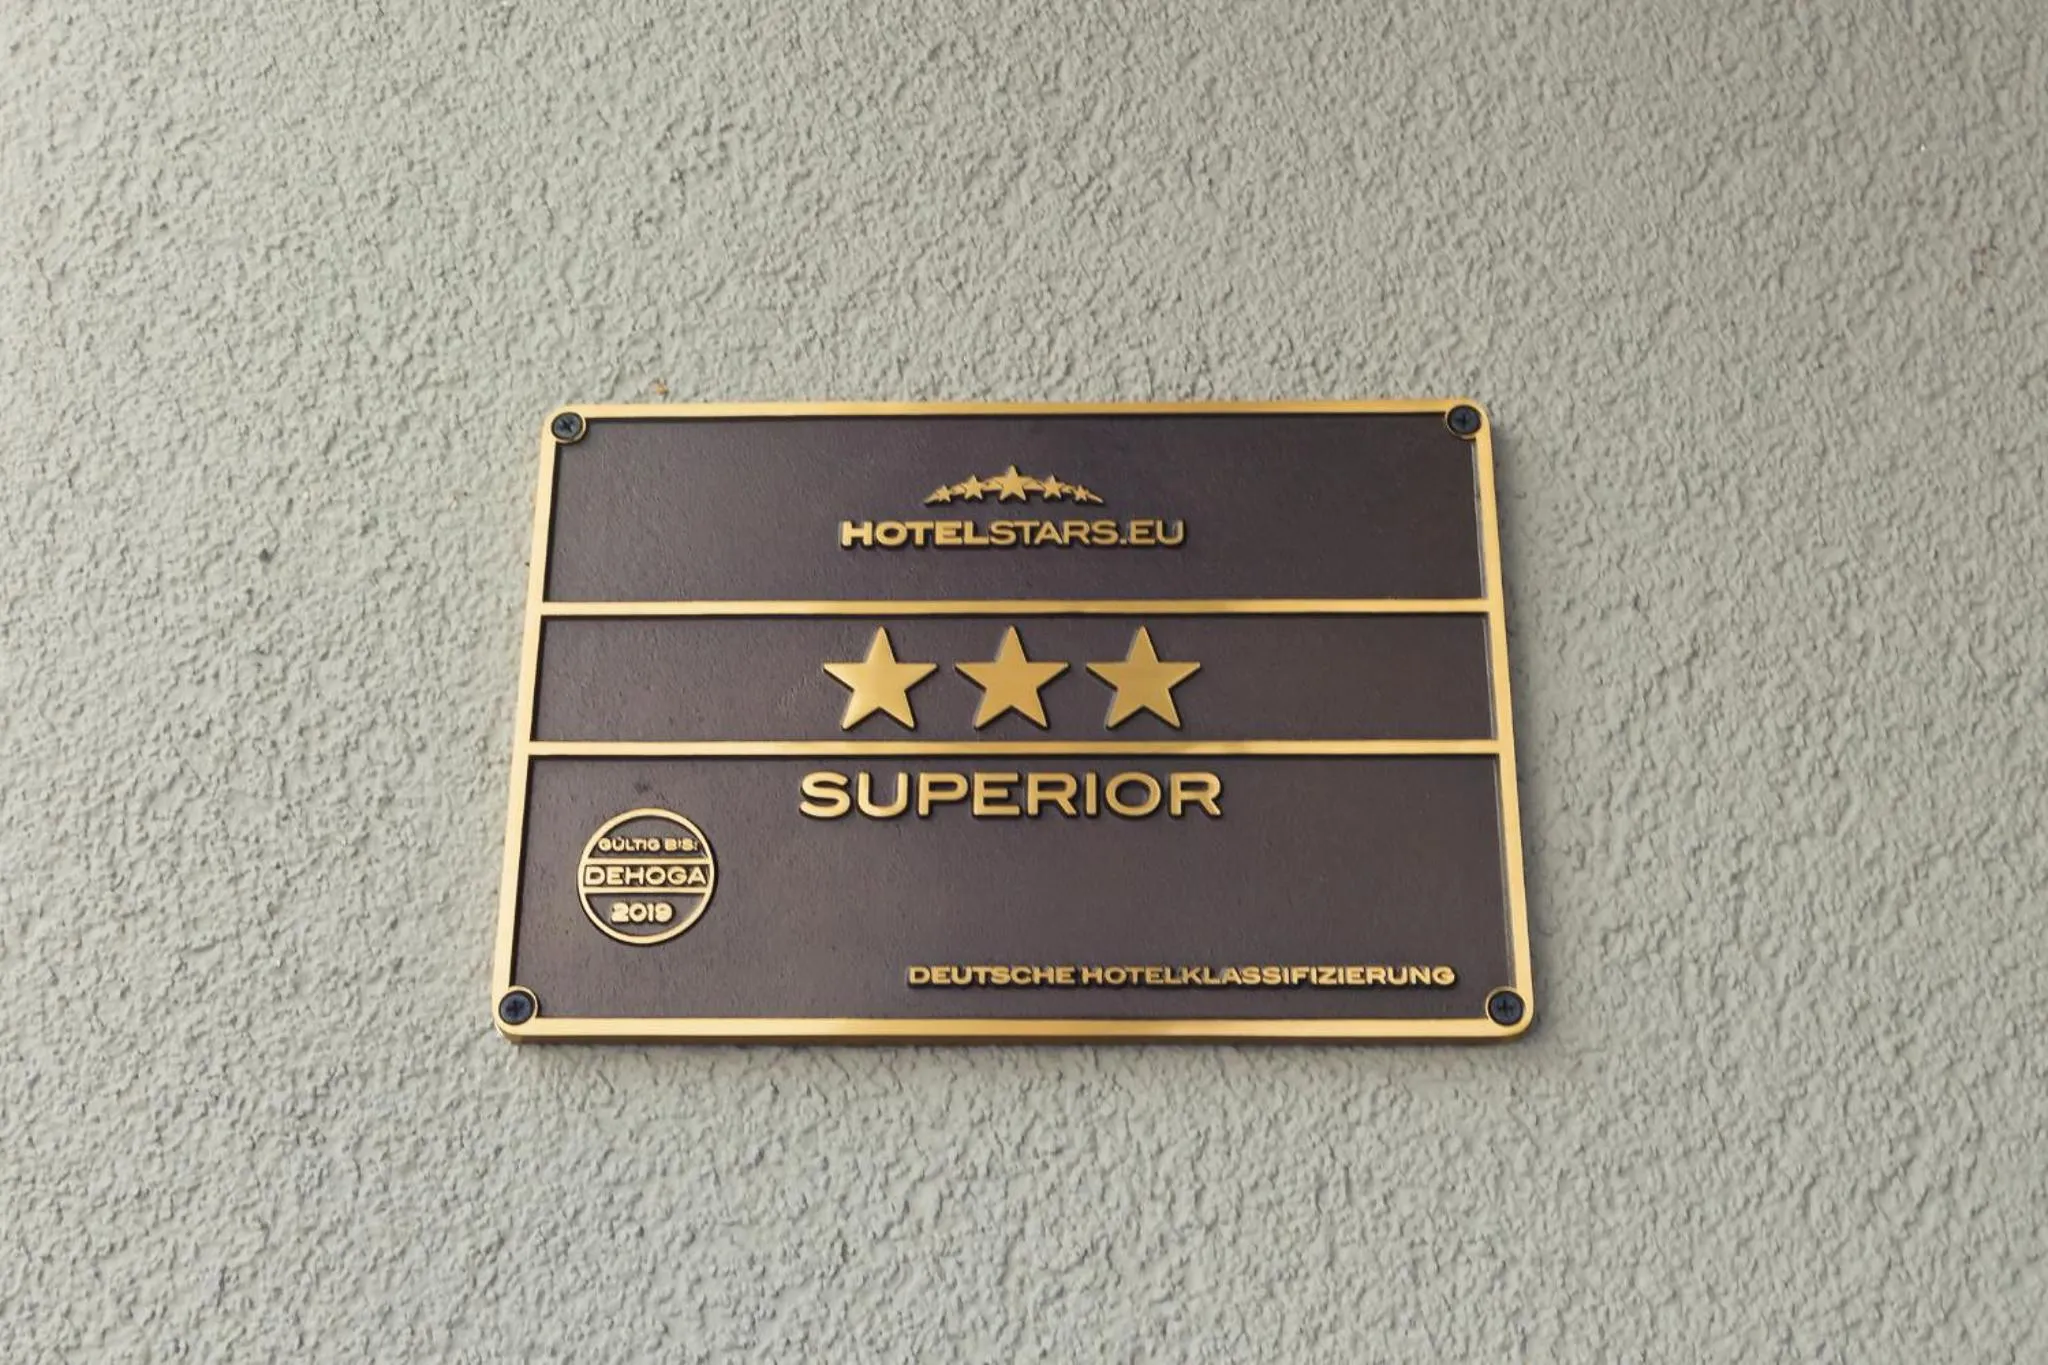 HOTELSTARS.EU
SUPERIOR
GÜLTIG BIS:
DEHOGA
2019
DEUTSCHE HOTELKLASSIFIZIERUNG